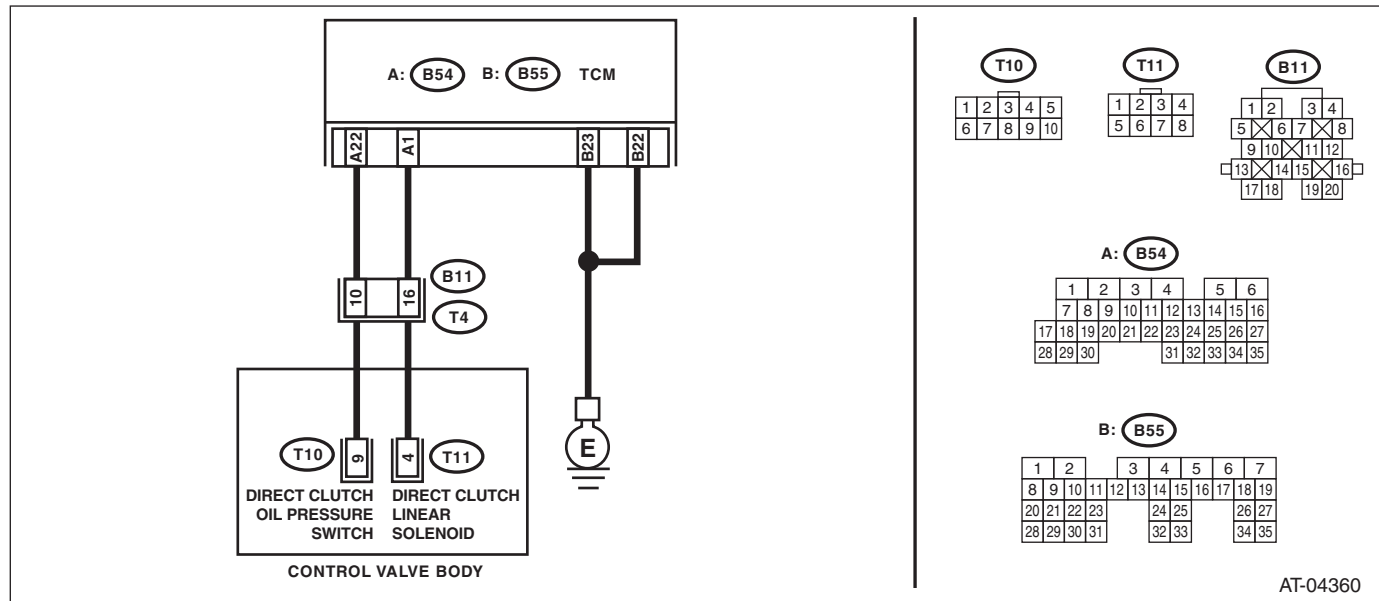 A: B54 B: B55 TCM
A22 A1 B23 B22
B11
10 16
T4
T10 9 4 T11
DIRECT CLUTCH OIL PRESSURE SWITCH
DIRECT CLUTCH LINEAR SOLENOID
E
CONTROL VALVE BODY
T10
1 2 3 4 5
6 7 8 9 10
T11
1 2 3 4
5 6 7 8
B11
1 2 3 4
5 6 7 8
9 10 11 12
13 14 15 16
17 18 19 20
A: B54
1 2 3 4 5 6
7 8 9 10 11 12 13 14 15 16
17 18 19 20 21 22 23 24 25 26 27
28 29 30 31 32 33 34 35
B: B55
1 2 3 4 5 6 7
8 9 10 11 12 13 14 15 16 17 18 19
20 21 22 23 24 25 26 27
28 29 30 31 32 33 34 35
AT-04360